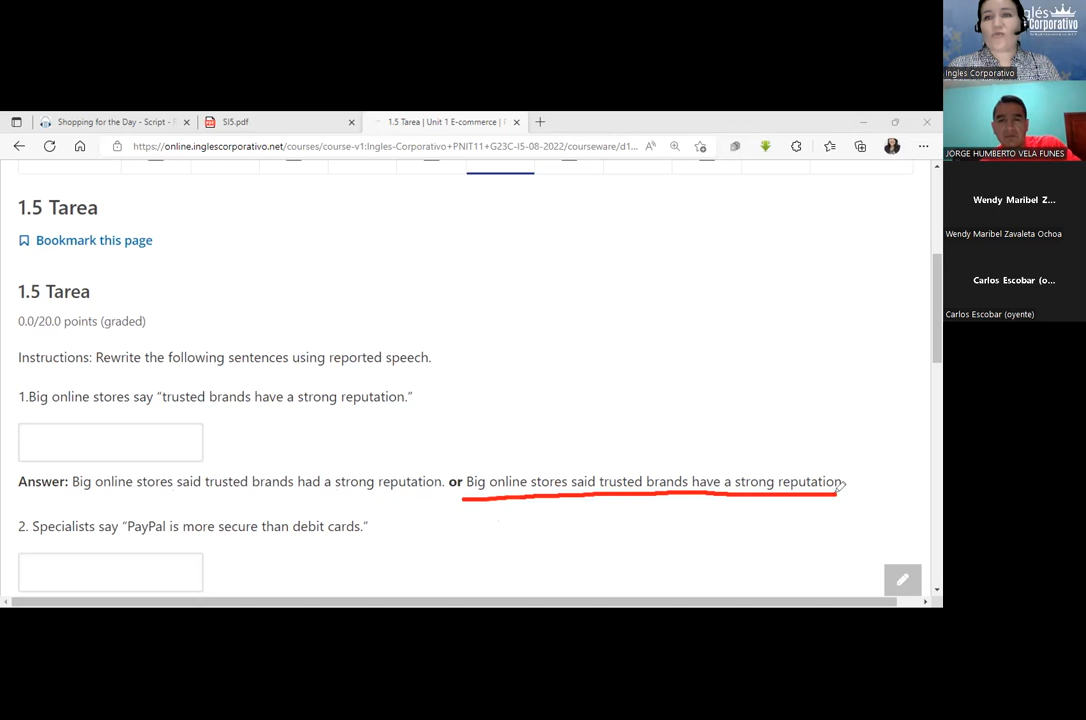 Shopping for the Day - Script - F
SI5.pdf
1.5 Tarea | Unit 1 E-commerce | F
https://online.inglescorporativo.net/courses/course-v1:Ingles-Corporativo+PNIT11+G23C-I5-08-2022/courseware/d1...
1.5 Tarea
Bookmark this page
1.5 Tarea
0.0/20.0 points (graded)
Instructions: Rewrite the following sentences using reported speech.
1.Big online stores say “trusted brands have a strong reputation.”
Answer: Big online stores said trusted brands had a strong reputation. or Big online stores said trusted brands have a strong reputation.
2. Specialists say “PayPal is more secure than debit cards.”
Inglés
Corporativo
Ingles Corporativo
JORGE HUMBERTO VELA FUNES
Wendy Maribel Z...
Wendy Maribel Zavaleta Ochoa
Carlos Escobar (o...
Carlos Escobar (oyente)